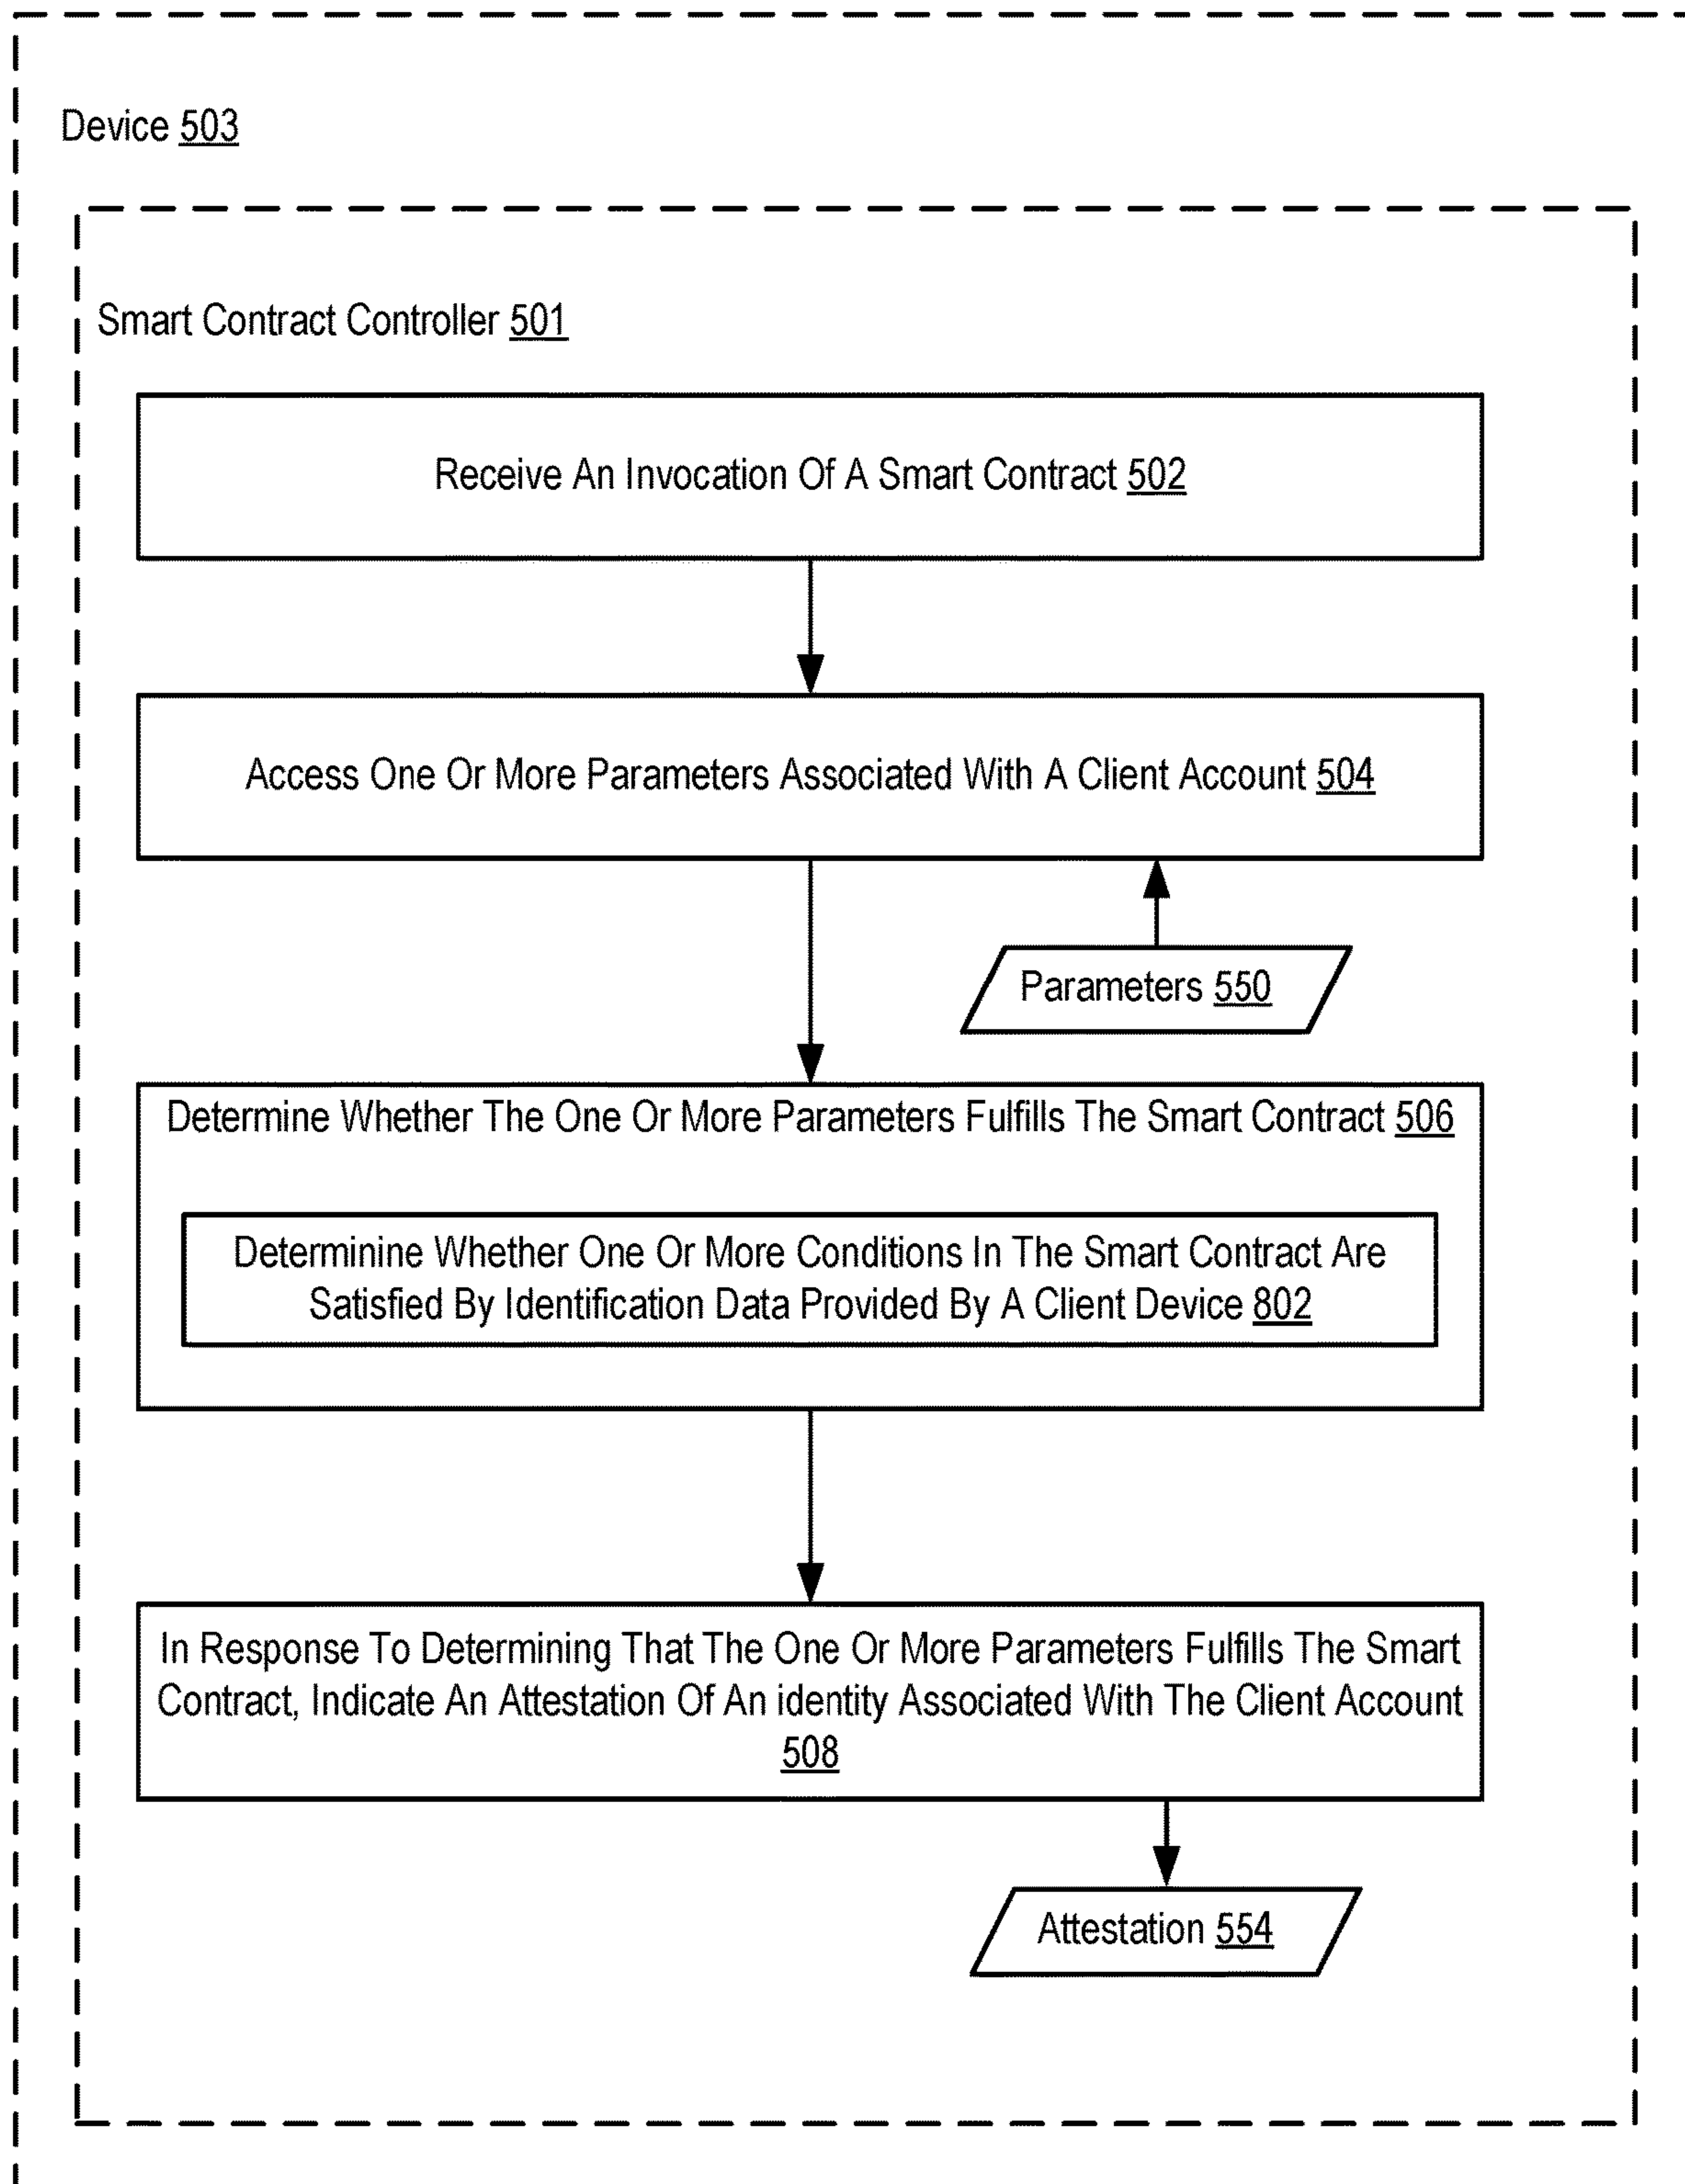 Device 503
Smart Contract Controller 501
Receive An Invocation Of A Smart Contract 502
Access One Or More Parameters Associated With A Client Account 504
Parameters 550
Determine Whether The One Or More Parameters Fulfills The Smart Contract 506
Determinine Whether One Or More Conditions In The Smart Contract Are
Satisfied By Identification Data Provided By A Client Device 802
In Response To Determining That The One Or More Parameters Fulfills The Smart
Contract, Indicate An Attestation Of An identity Associated With The Client Account
508
Attestation 554